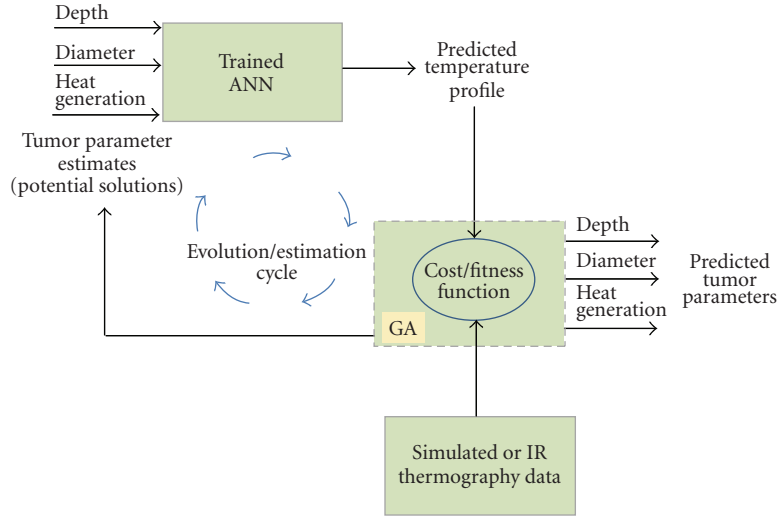 Depth
Diameter
Heat
generation
Trained
ANN
Predicted
temperature
profile
Tumor parameter
estimates
(potential solutions)
Evolution/estimation
cycle
Cost/fitness
function
GA
Depth
Diameter
Heat
generation
Predicted
tumor
parameters
Simulated or IR
thermography data